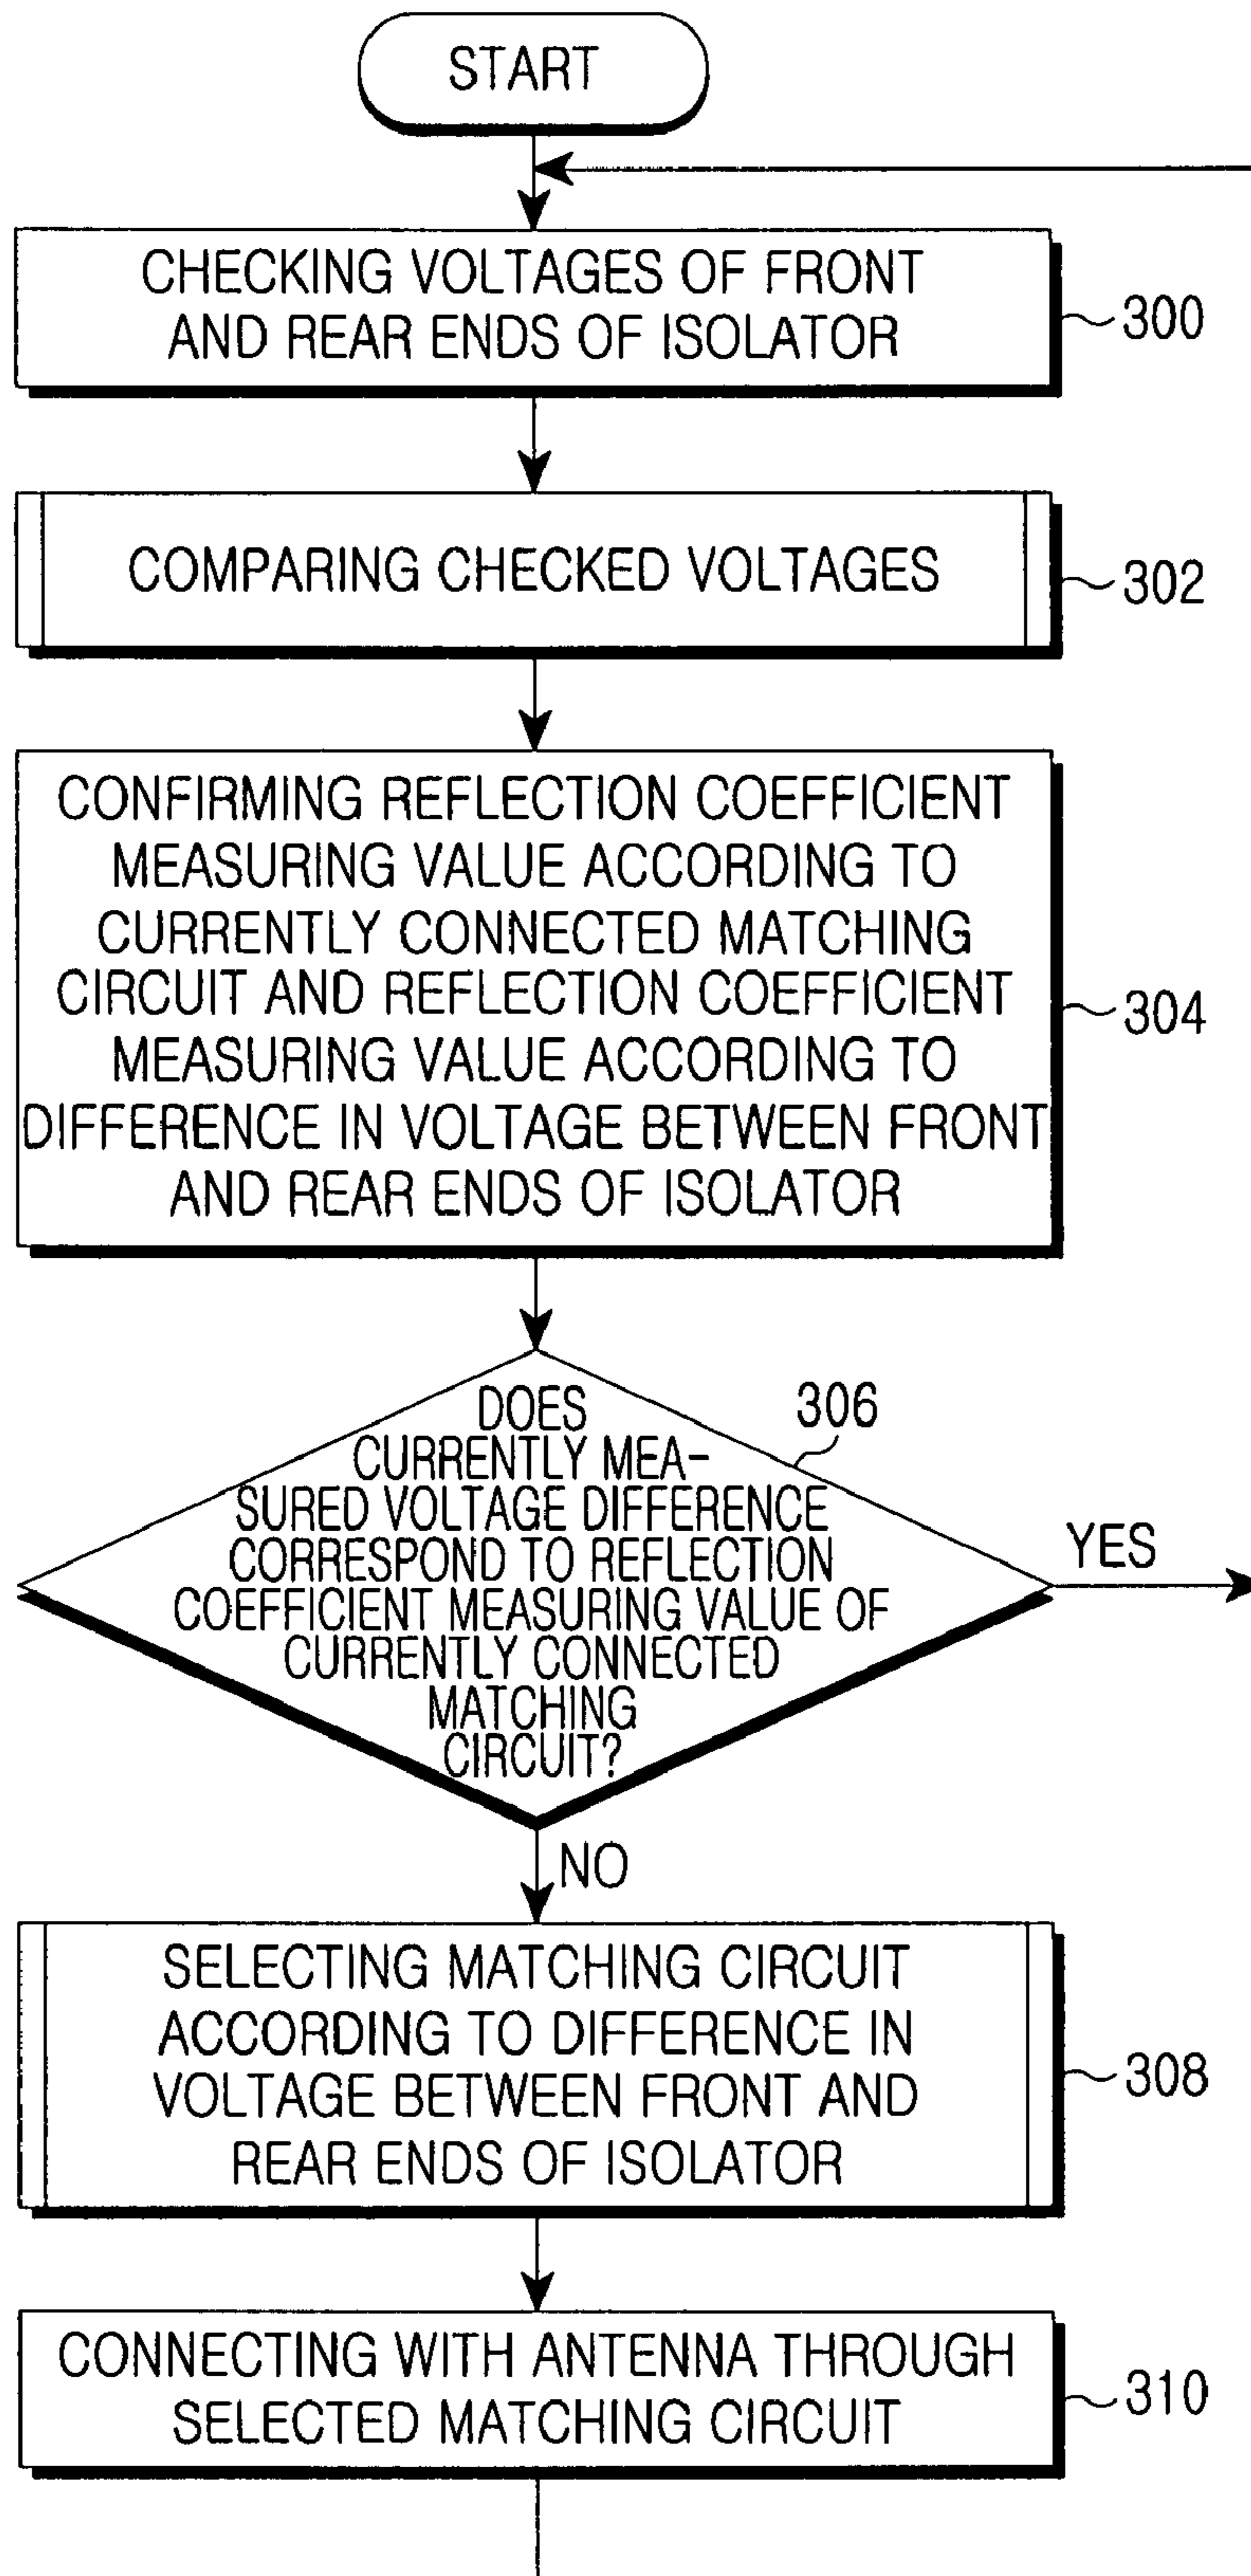 START
CHECKING VOLTAGES OF FRONT
AND REAR ENDS OF ISOLATOR
300
COMPARING CHECKED VOLTAGES
302
CONFIRMING REFLECTION COEFFICIENT
MEASURING VALUE ACCORDING TO
CURRENTLY CONNECTED MATCHING
CIRCUIT AND REFLECTION COEFFICIENT
MEASURING VALUE ACCORDING TO
DIFFERENCE IN VOLTAGE BETWEEN FRONT
AND REAR ENDS OF ISOLATOR
304
DOES
CURRENTLY MEA-
SURED VOLTAGE DIFFERENCE
CORRESPOND TO REFLECTION
COEFFICIENT MEASURING VALUE OF
CURRENTLY CONNECTED
MATCHING
CIRCUIT?
306
YES
NO
SELECTING MATCHING CIRCUIT
ACCORDING TO DIFFERENCE IN
VOLTAGE BETWEEN FRONT AND
REAR ENDS OF ISOLATOR
308
CONNECTING WITH ANTENNA THROUGH
SELECTED MATCHING CIRCUIT
310